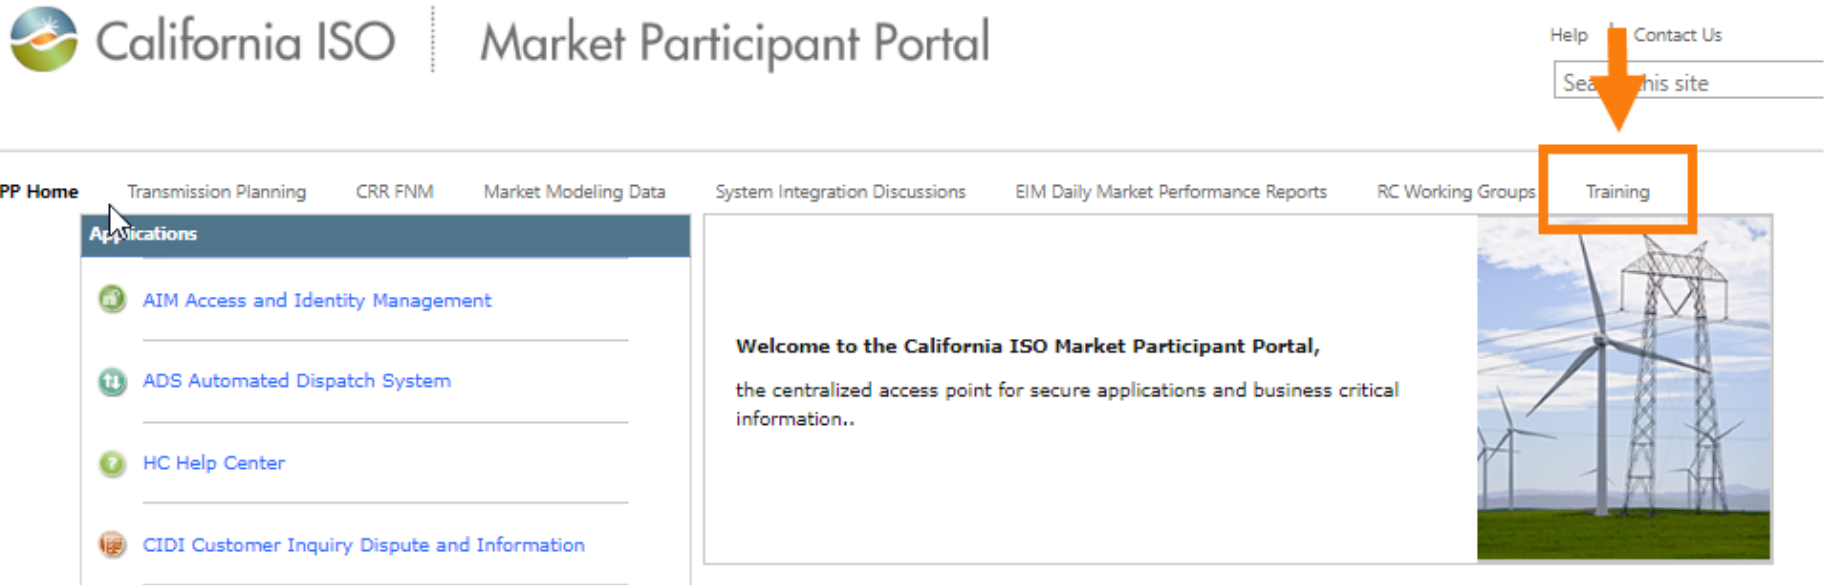 California ISO
Market Participant Portal
Help
Contact Us
this site
PP Home
Transmission Planning
CRR FNM
Market Modeling Data
System Integration Discussions
EIM Daily Market Performance Reports
RC Working Groups
Training
Applications
AIM Access and Identity Management
ADS Automated Dispatch System
HC Help Center
CIDI Customer Inquiry Dispute and Information
Welcome to the California ISO Market Participant Portal,
the centralized access point for secure applications and business critical
information..